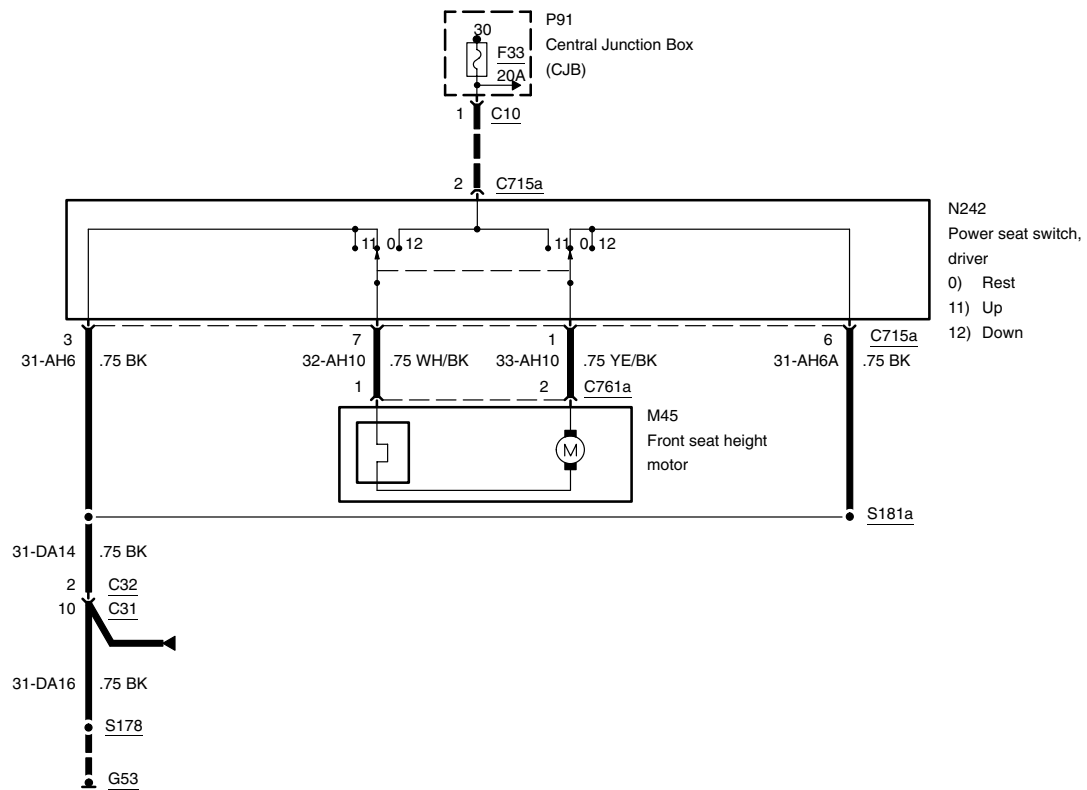 30
P91
Central Junction Box
(CJB)
F33
20A
1 C10
2 C715a
11 0 12
11 0 12
N242
Power seat switch,
driver
0) Rest
11) Up
12) Down
3
7
1
6
C715a
31-AH6 .75 BK
32-AH10 .75 WH/BK
33-AH10 .75 YE/BK
31-AH6A .75 BK
1
2 C761a
M45
Front seat height
motor
M
S181a
31-DA14 .75 BK
2 C32
10 C31
31-DA16 .75 BK
S178
G53